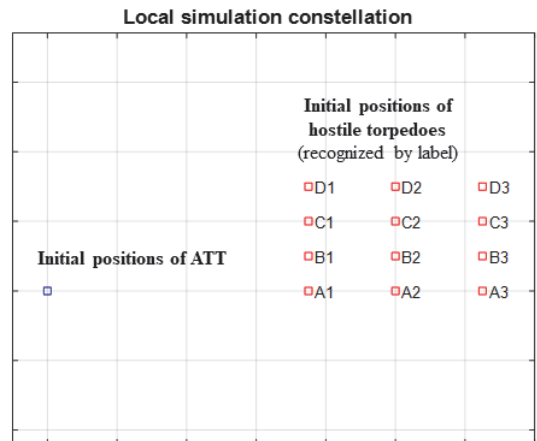 Local simulation constellation
Initial positions of
hostile torpedoes
(recognized by label)
D1 D2 D3
C1 C2 C3
Initial positions of ATT
B1 B2 B3
A1 A2 A3